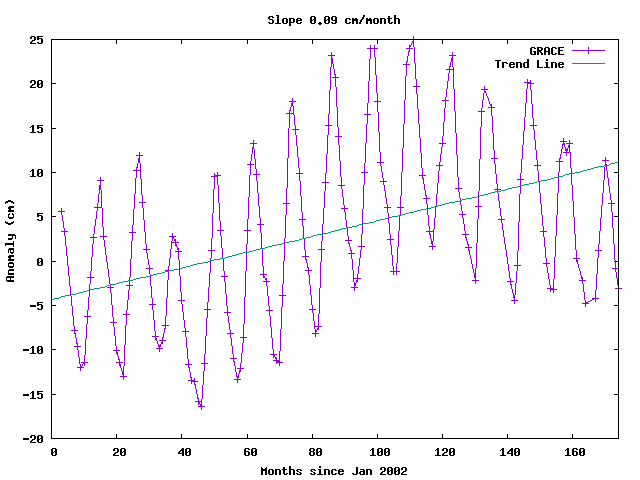 Slope 0.09 cm/month
GRACE
Trend Line
25
20
15
10
5
0
-5
-10
-15
-20
Anomaly (cm)
0 20 40 60 80 100 120 140 160
Months since Jan 2002